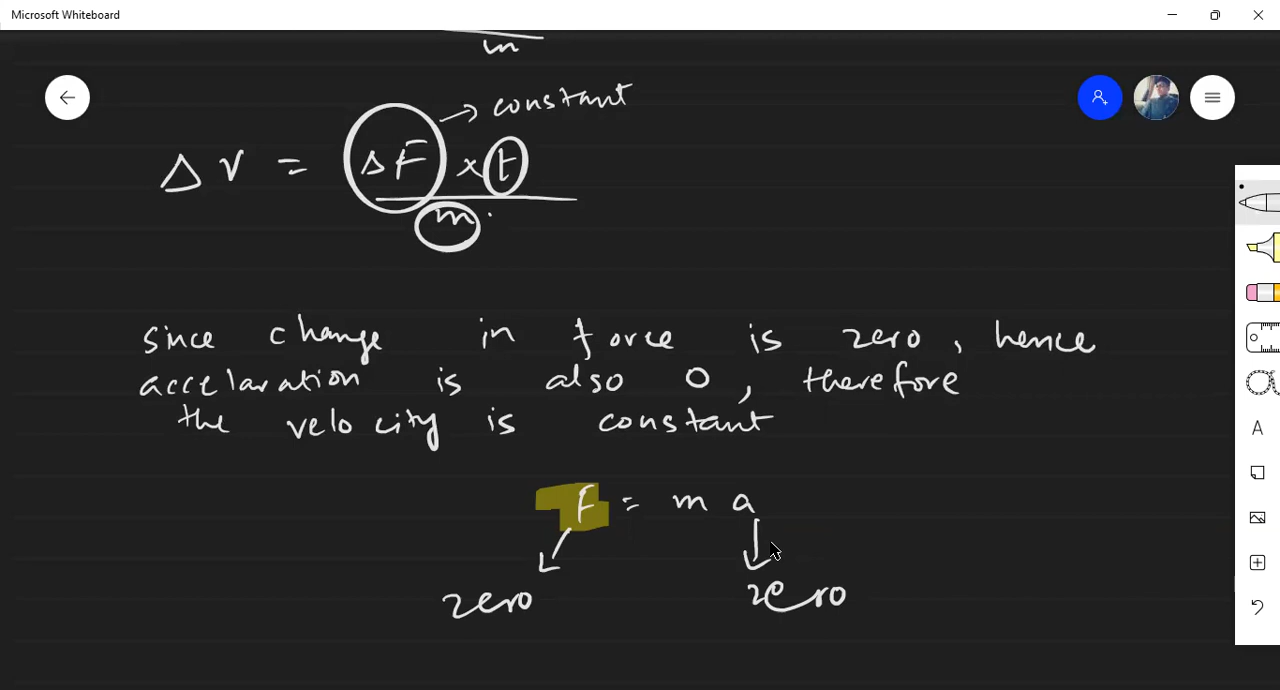 Microsoft Whiteboard
m
→ constant
Δ V = ΔF × t
m
since change in force is zero, hence
accelaration is also 0, therefore
the velocity is constant
F = m a
zero zero
A